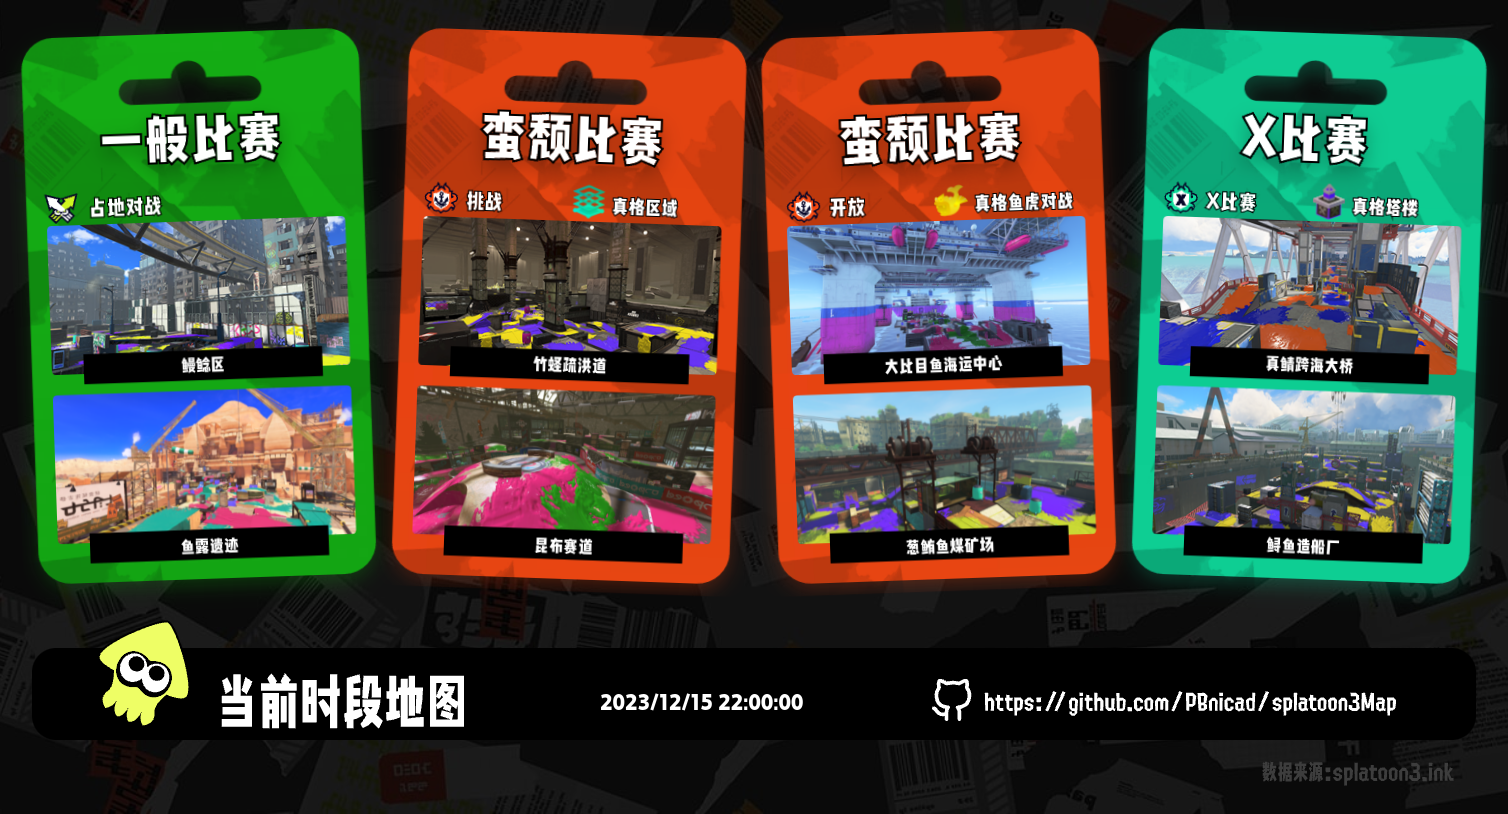 一般比赛
占地对战
鳗鲶区
鱼露遗迹
蛮颓比赛
挑战
真格区域
竹蛏疏洪道
昆布赛道
蛮颓比赛
开放
真格鱼虎对战
大比目鱼海运中心
葱鲔鱼煤矿场
X比赛
X比赛
真格塔楼
真鲭跨海大桥
鲟鱼造船厂
当前时段地图
2023/12/15 22:00:00
https://github.com/PBnicad/splatoon3Map
数据来源:splatoon3.ink